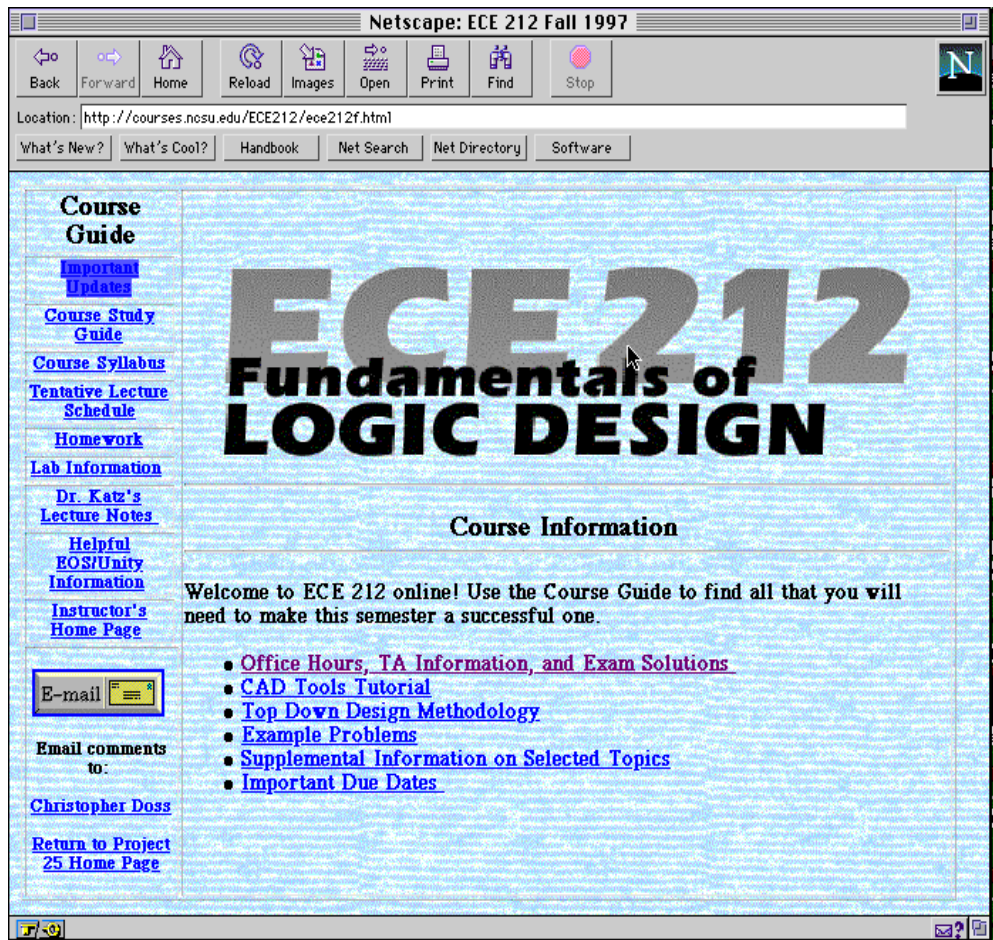 Netscape: ECE 212 Fall 1997
Back Forward Home Reload Images Open Print Find Stop
N
Location: http://courses.ncsu.edu/ECE212/ece212f.html
What's New? What's Cool? Handbook Net Search Net Directory Software
Course
Guide
Important
Updates
Course Study
Guide
Course Syllabus
Tentative Lecture
Schedule
Homework
Lab Information
Dr. Katz's
Lecture Notes
Helpful
EOS/Unity
Information
Instructor's
Home Page
E-mail
Email comments
to:
Christopher Doss
Return to Project
25 Home Page
ECE212
Fundamentals of
LOGIC DESIGN
Course Information
Welcome to ECE 212 online! Use the Course Guide to find all that you will
need to make this semester a successful one.
Office Hours, TA Information, and Exam Solutions
CAD Tools Tutorial
Top Down Design Methodology
Example Problems
Supplemental Information on Selected Topics
Important Due Dates
?